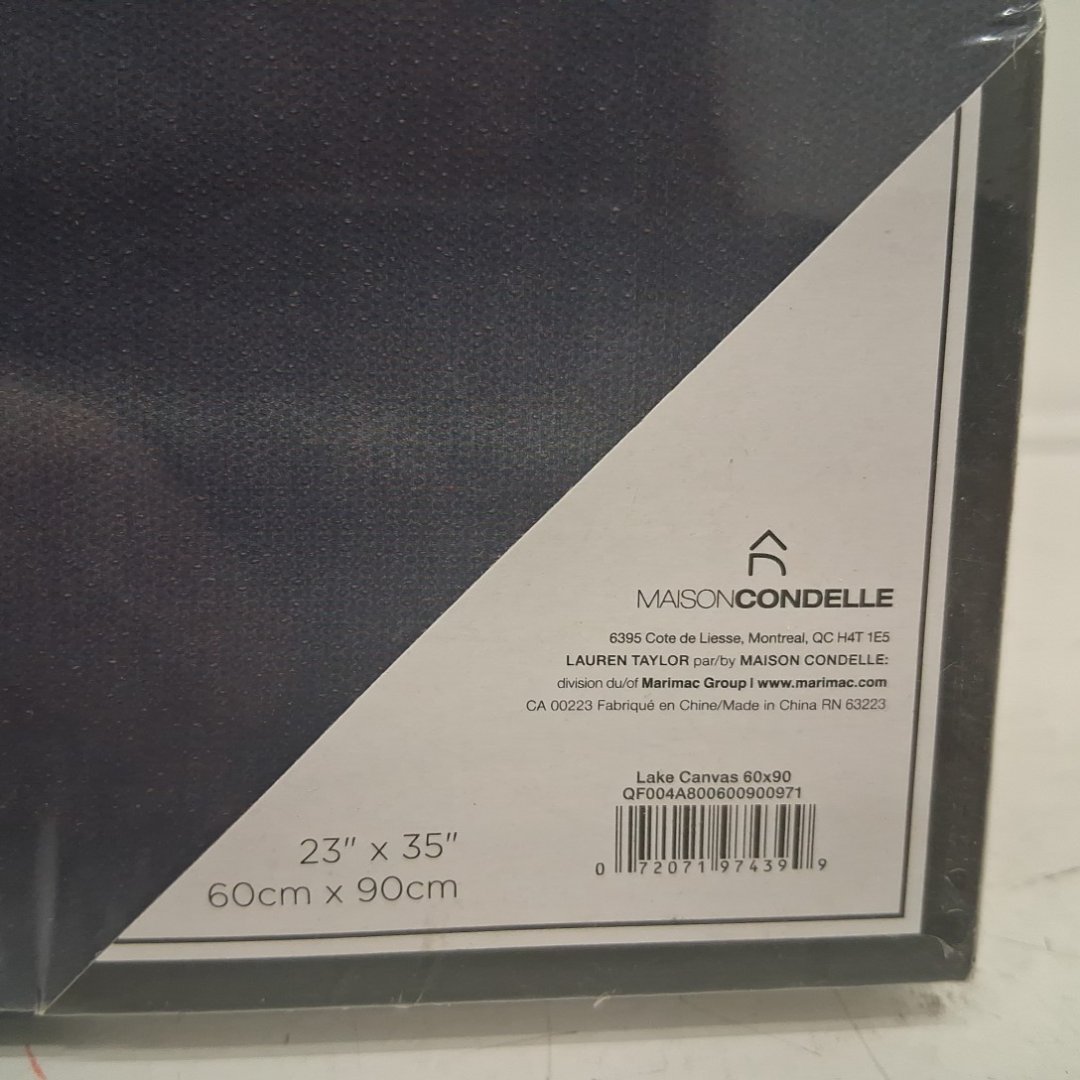 MAISONCONDELLE
6395 Cote de Liesse, Montreal, QC H4T 1E5
LAUREN TAYLOR par/by MAISON CONDELLE:
division du/of Marimac Group | www.marimac.com
CA 00223 Fabriqué en Chine/Made in China RN 63223
Lake Canvas 60x90
QF004A800600900971
0 72071 97439 9
23" x 35"
60cm x 90cm